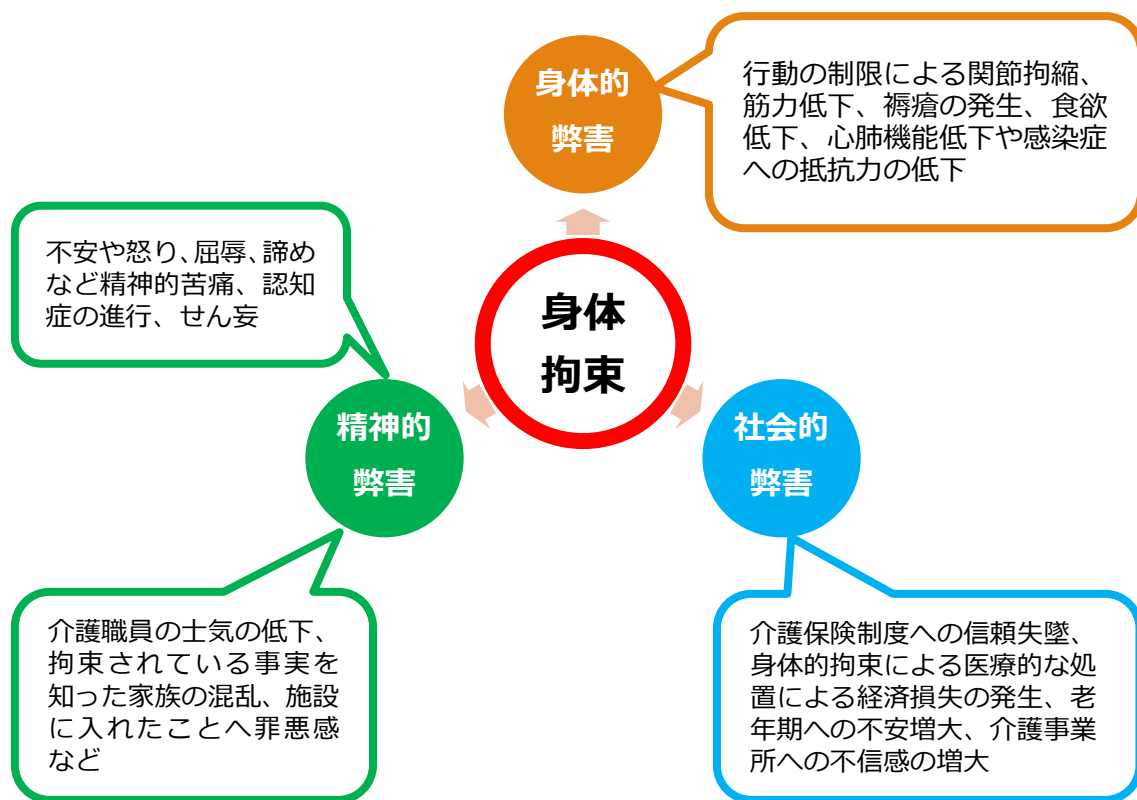 身体的
弊害
行動の制限による関節拘縮、
筋力低下、褥瘡の発生、食欲
低下、心肺機能低下や感染症
への抵抗力の低下
不安や怒り、屈辱、諦め
など精神的苦痛、認知
症の進行、せん妄
身体
拘束
精神的
弊害
社会的
弊害
介護職員の士気の低下、
拘束されている事実を
知った家族の混乱、施設
に入れたことへ罪悪感
など
介護保険制度への信頼失墜、
身体的拘束による医療的な処
置による経済損失の発生、老
年期への不安増大、介護事業
所への不信感の増大